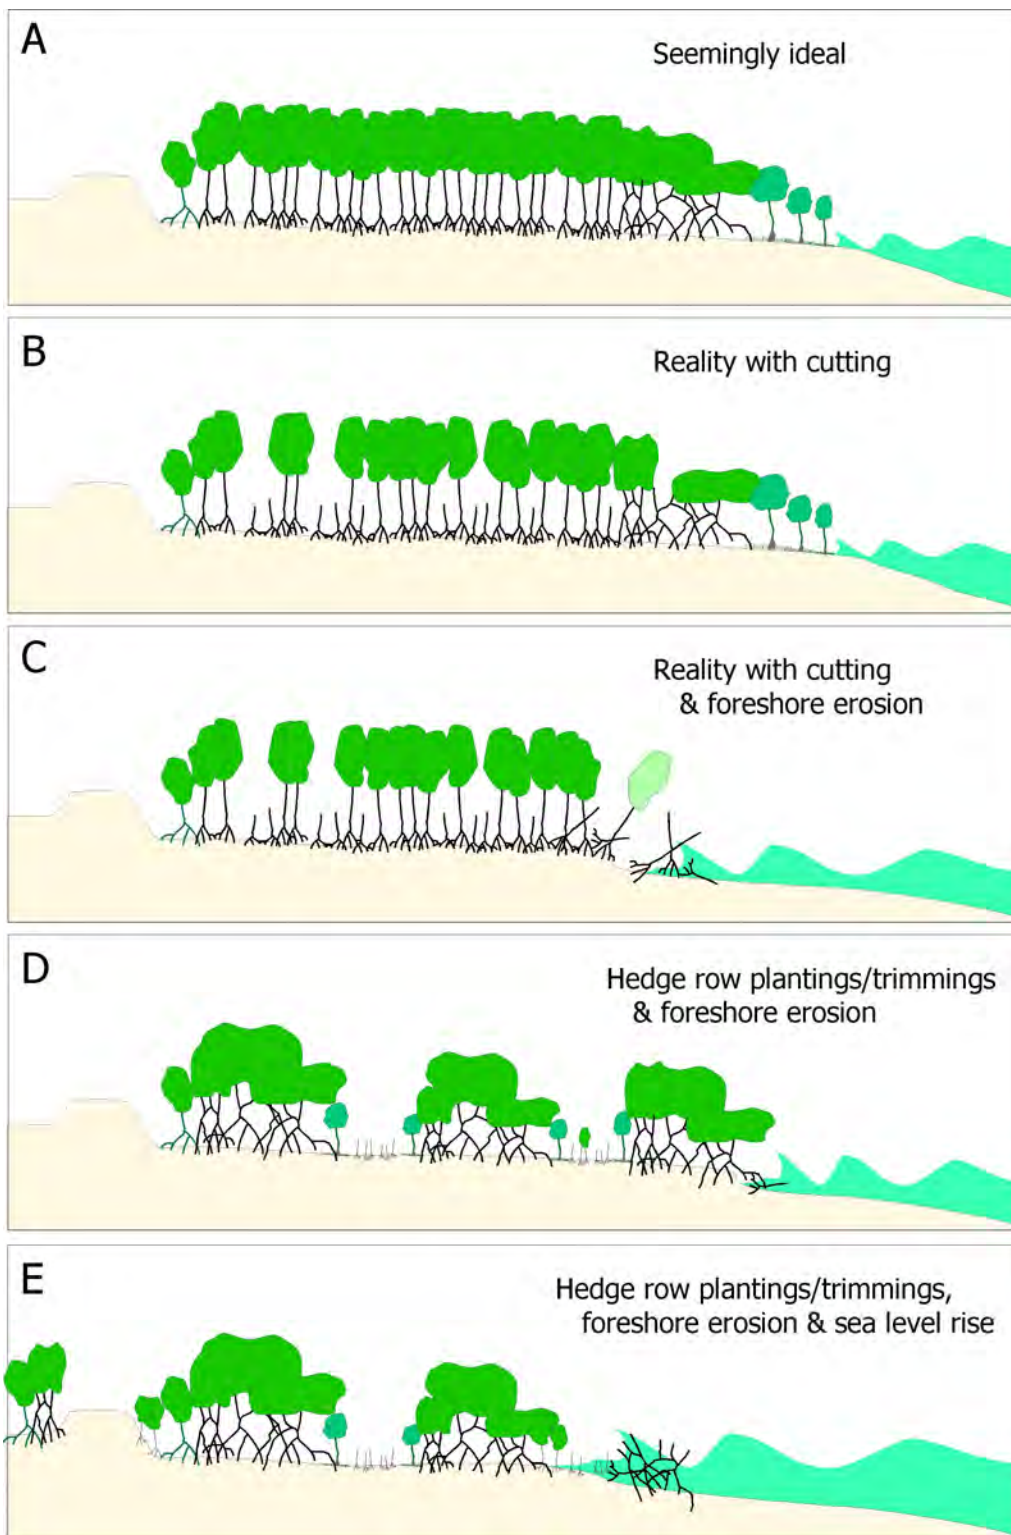 A
Seemingly ideal
B
Reality with cutting
C
Reality with cutting
& foreshore erosion
D
Hedge row plantings/trimmings
& foreshore erosion
E
Hedge row plantings/trimmings,
foreshore erosion & sea level rise